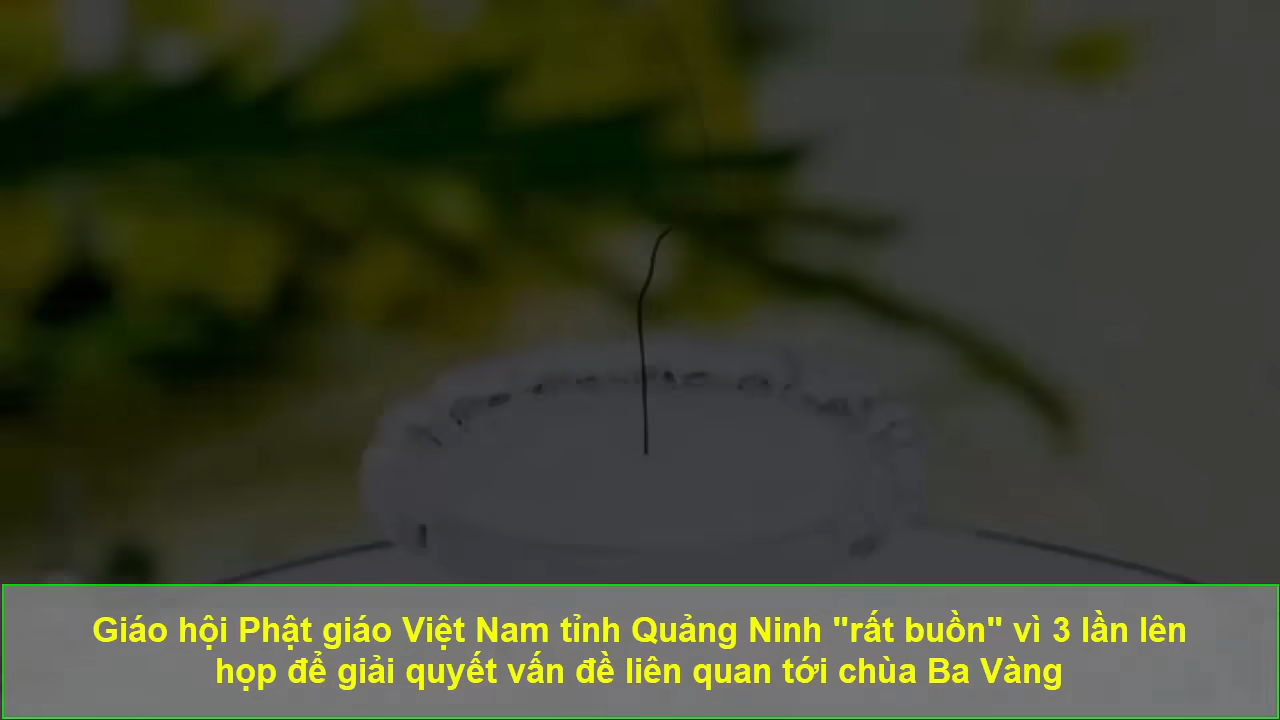 Giáo hội Phật giáo Việt Nam tỉnh Quảng Ninh "rất buồn" vì 3 lần lên
họp để giải quyết vấn đề liên quan tới chùa Ba Vàng